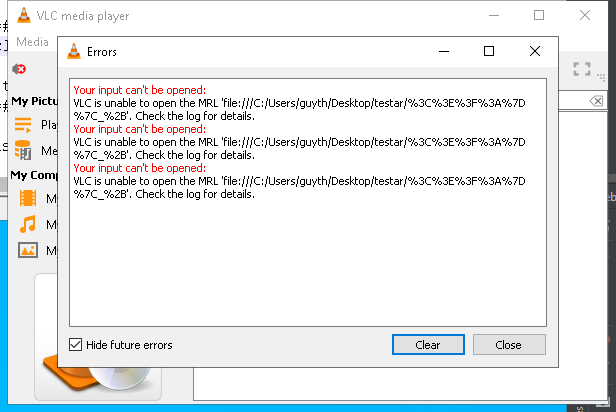 VLC media player
Media
Errors
Your input can't be opened:
VLC is unable to open the MRL 'file:///C:/Users/guyth/Desktop/testar/%3C%3E%3F%3A%7D
%7C_%2B'. Check the log for details.
Your input can't be opened:
VLC is unable to open the MRL 'file:///C:/Users/guyth/Desktop/testar/%3C%3E%3F%3A%7D
%7C_%2B'. Check the log for details.
Your input can't be opened:
VLC is unable to open the MRL 'file:///C:/Users/guyth/Desktop/testar/%3C%3E%3F%3A%7D
%7C_%2B'. Check the log for details.
My Pictu
Pla
Me
My Comp
My
My
My
Hide future errors
Clear
Close